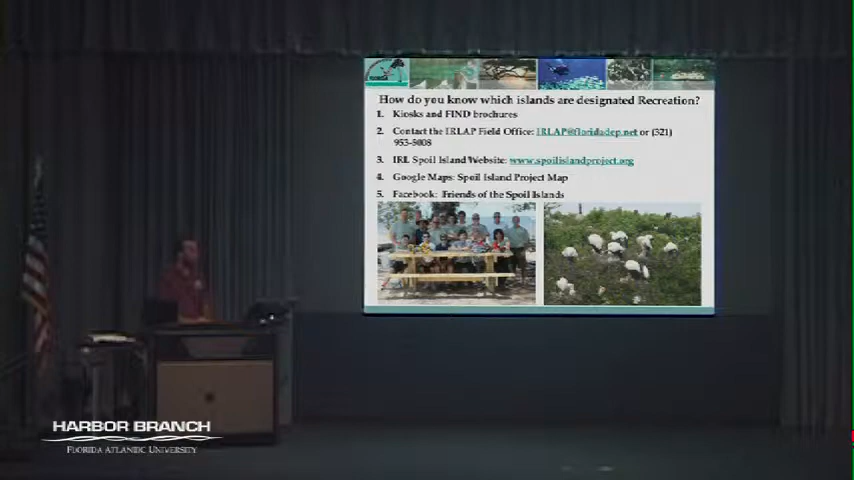 How do you know which islands are designated Recreation?
1. Kiosks and FIND brochures
2. Contact the IRLAP Field Office: IRLAP@floridadep.net or (321)
953-5008
3. IRL Spoil Island Website: www.spoilislandproject.org
4. Google Maps: Spoil Island Project Map
5. Facebook: Friends of the Spoil Islands
HARBOR BRANCH
FLORIDA ATLANTIC UNIVERSITY